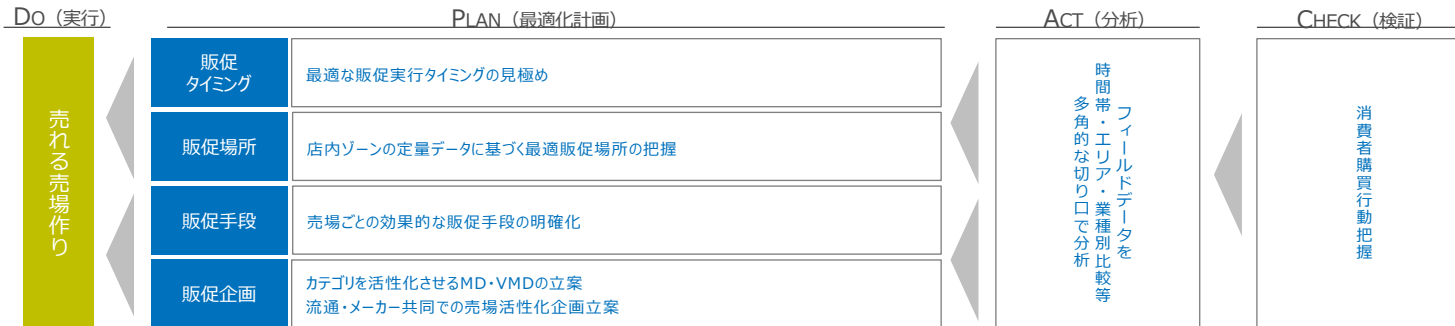 DO（実行）
PLAN（最適化計画）
ACT（分析）
CHECK（検証）
売れる売場作り
販促
タイミング
最適な販促実行タイミングの見極め
販促場所
店内ゾーンの定量データに基づく最適販促場所の把握
販促手段
売場ごとの効果的な販促手段の明確化
販促企画
カテゴリを活性化させるMD・VMDの立案
流通・メーカー共同での売場活性化企画立案
フィールドデータを
時間帯・エリア・業種別比較等
多角的な切り口で分析
消費者購買行動把握